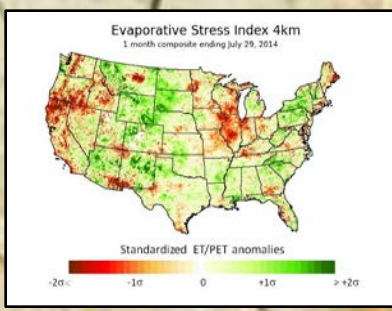 Evaporative Stress Index 4km
1 month composite ending July 29, 2014
Standardized ET/PET anomalies
-2σ< -1σ 0 +1σ > +2σ